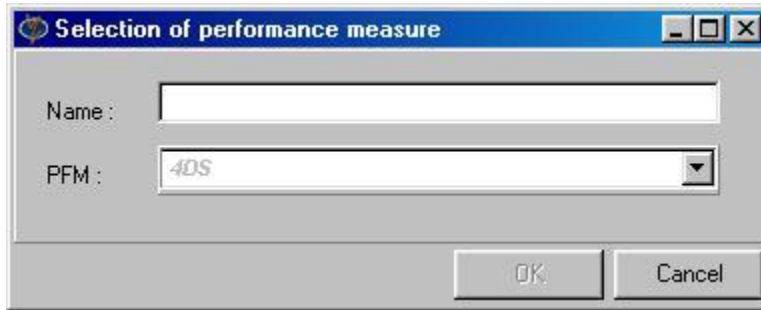 Selection of performance measure
Name :
PFM :
4DS
OK
Cancel